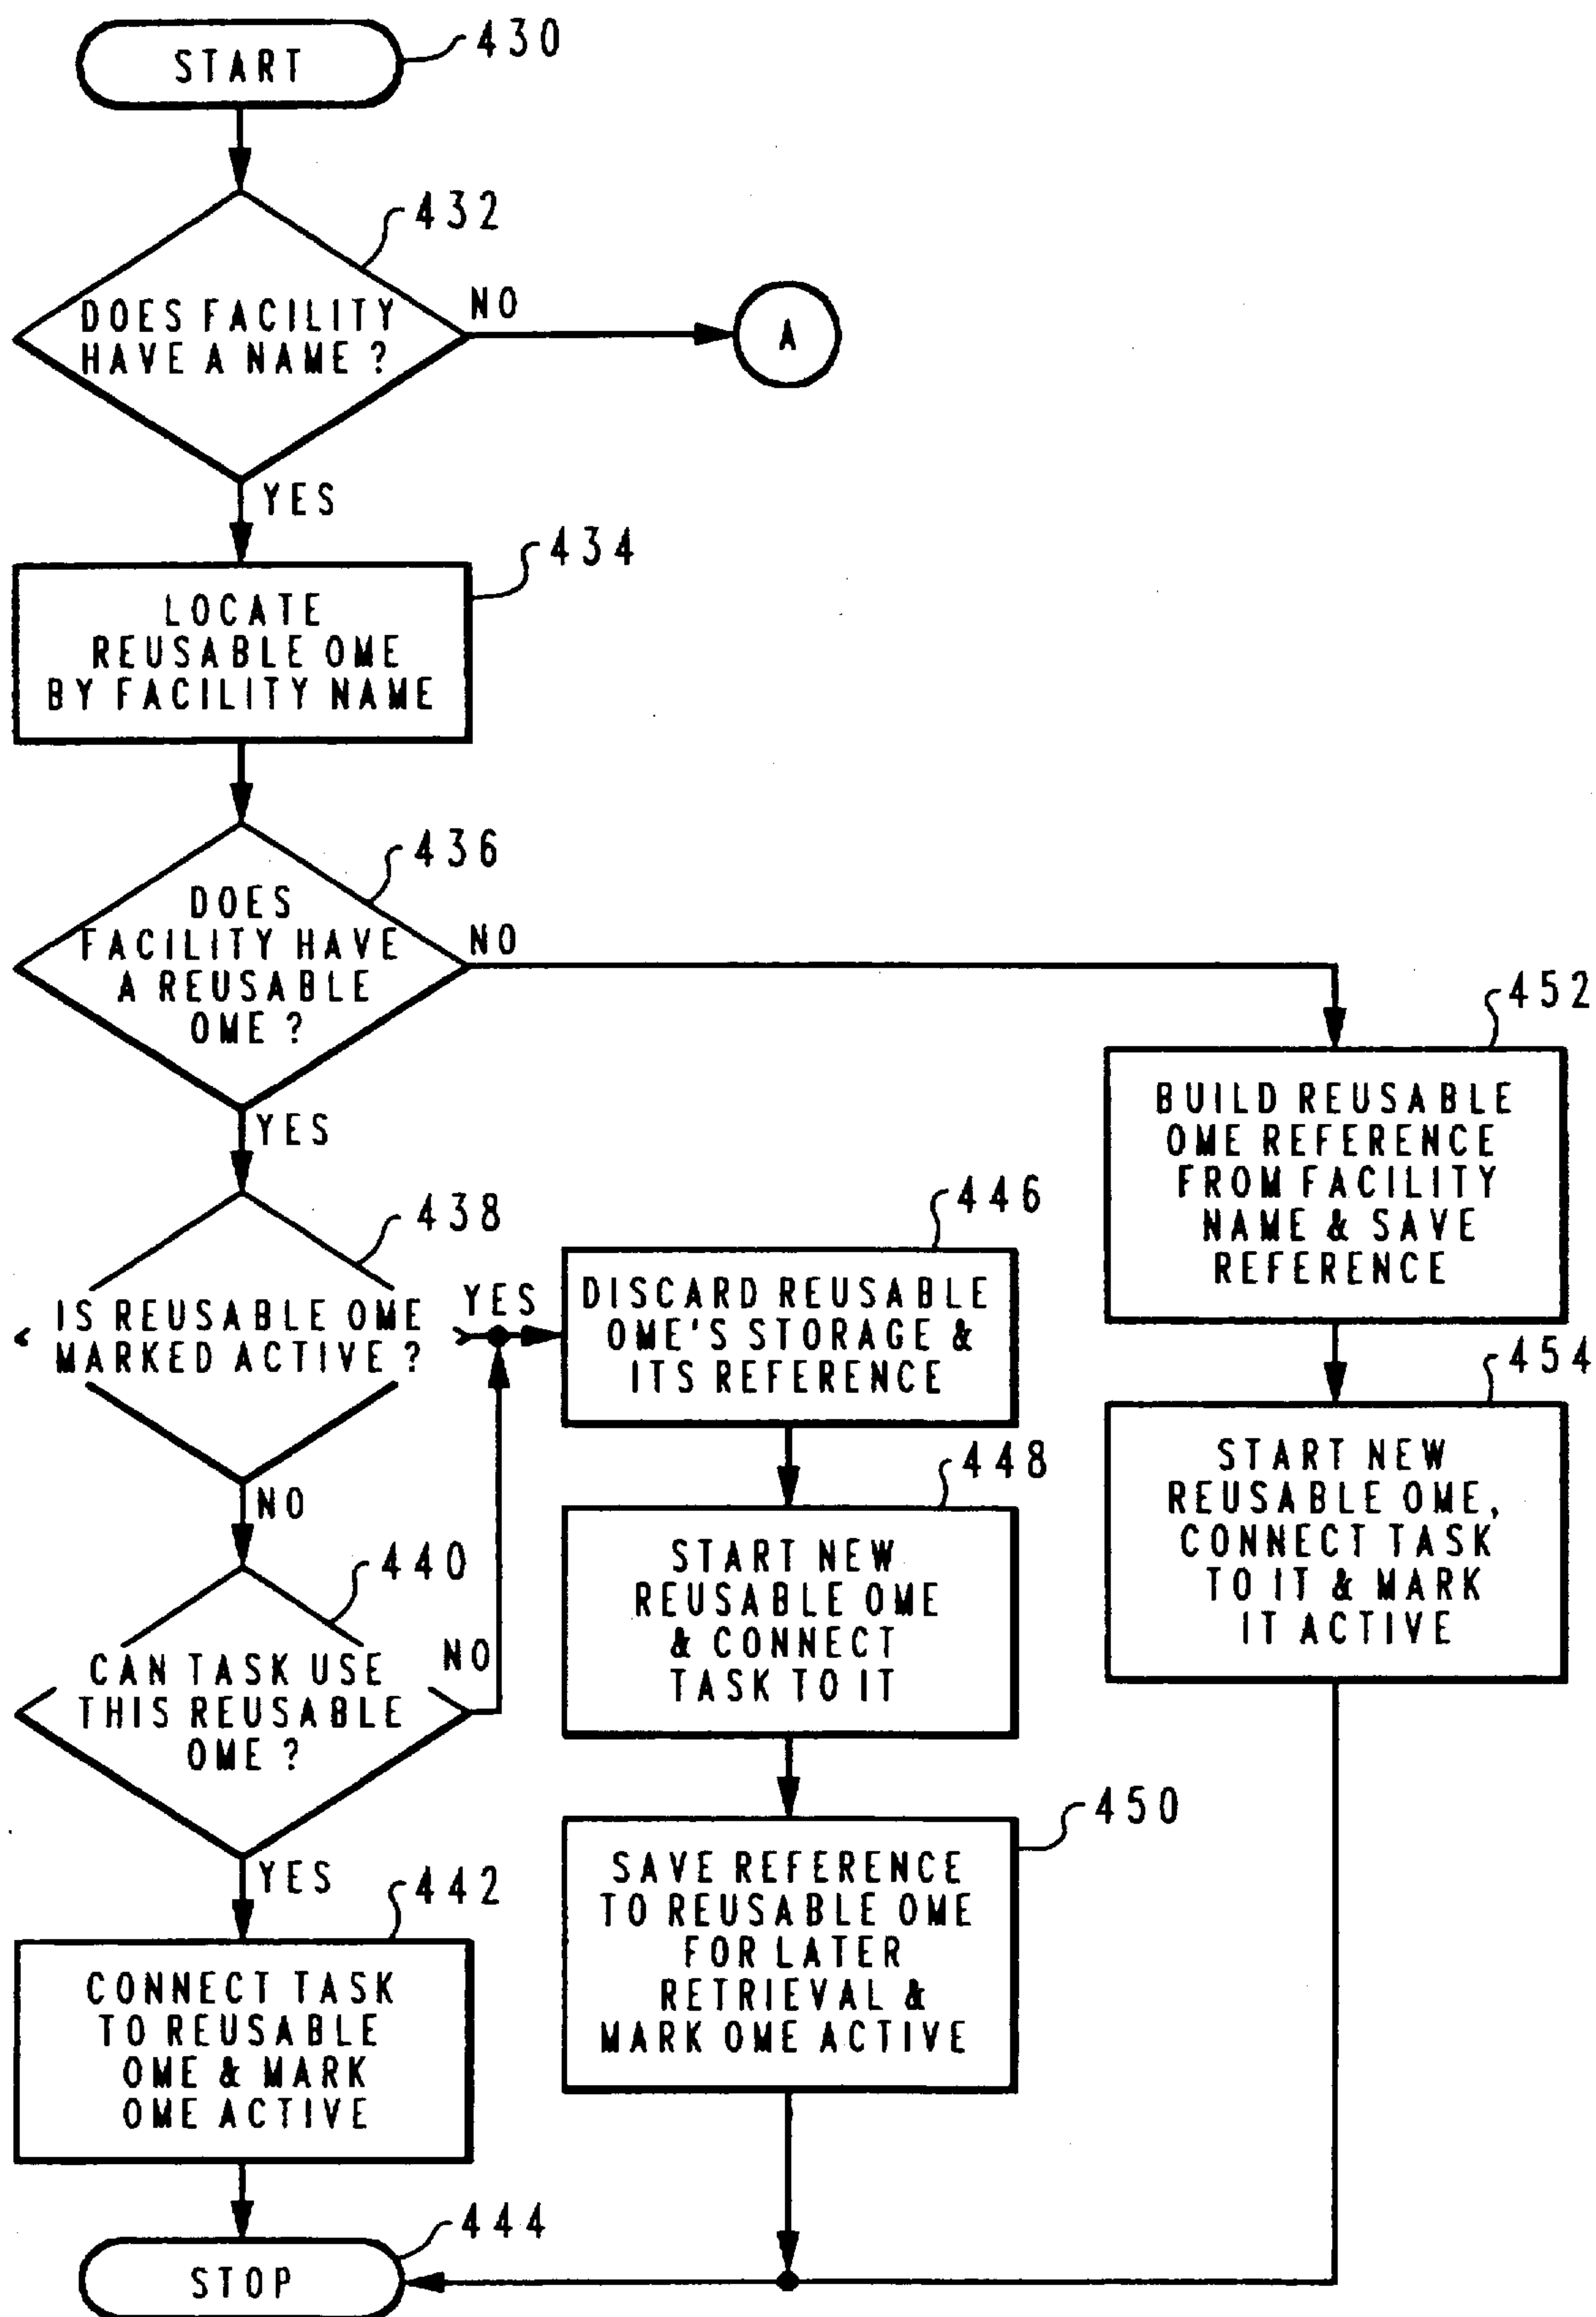 START
430
432
DOES FACILITY
HAVE A NAME ?
NO
A
YES
434
LOCATE
REUSABLE OME
BY FACILITY NAME
436
DOES
FACILITY HAVE
A REUSABLE
OME ?
NO
YES
438
IS REUSABLE OME
MARKED ACTIVE ?
YES
NO
440
CAN TASK USE
THIS REUSABLE
OME ?
NO
YES
442
CONNECT TASK
TO REUSABLE
OME & MARK
OME ACTIVE
444
STOP
446
DISCARD REUSABLE
OME'S STORAGE &
ITS REFERENCE
448
START NEW
REUSABLE OME
& CONNECT
TASK TO IT
450
SAVE REFERENCE
TO REUSABLE OME
FOR LATER
RETRIEVAL &
MARK OME ACTIVE
452
BUILD REUSABLE
OME REFERENCE
FROM FACILITY
NAME & SAVE
REFERENCE
454
START NEW
REUSABLE OME,
CONNECT TASK
TO IT & MARK
IT ACTIVE